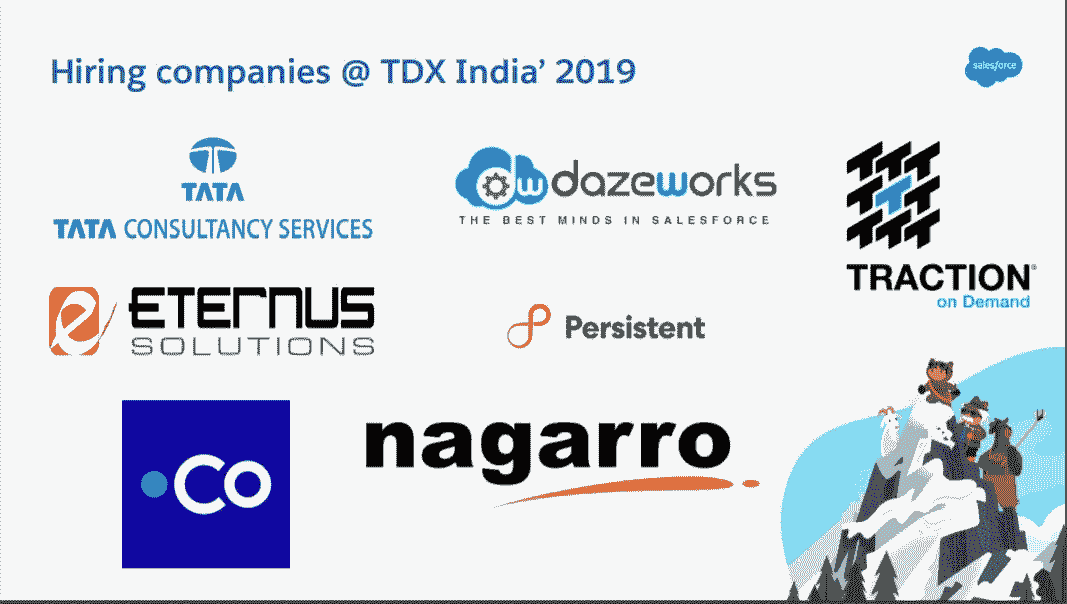 Hiring companies @ TDX India’ 2019
salesforce
TATA
TATA CONSULTANCY SERVICES
dazeworks
THE BEST MINDS IN SALESFORCE
TRACTION®
on Demand
e ETERNUS
SOLUTIONS
Persistent
·Co
nagarro